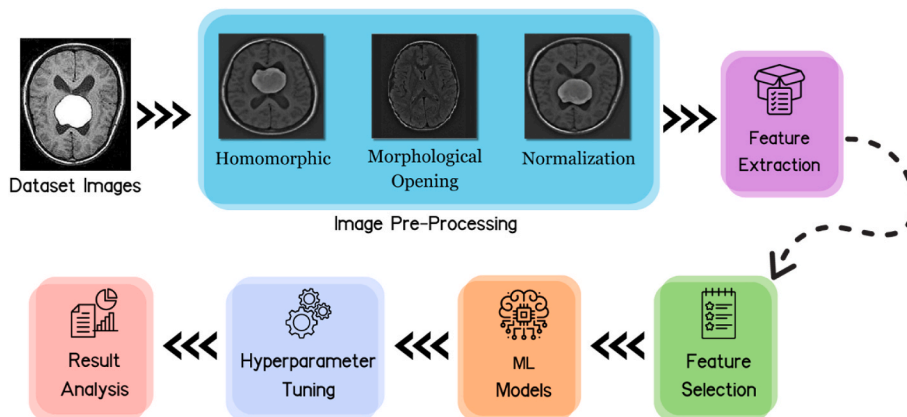 Dataset Images
Homomorphic
Morphological
Opening
Normalization
Image Pre-Processing
Feature
Extraction
Feature
Selection
ML
Models
Hyperparameter
Tuning
Result
Analysis